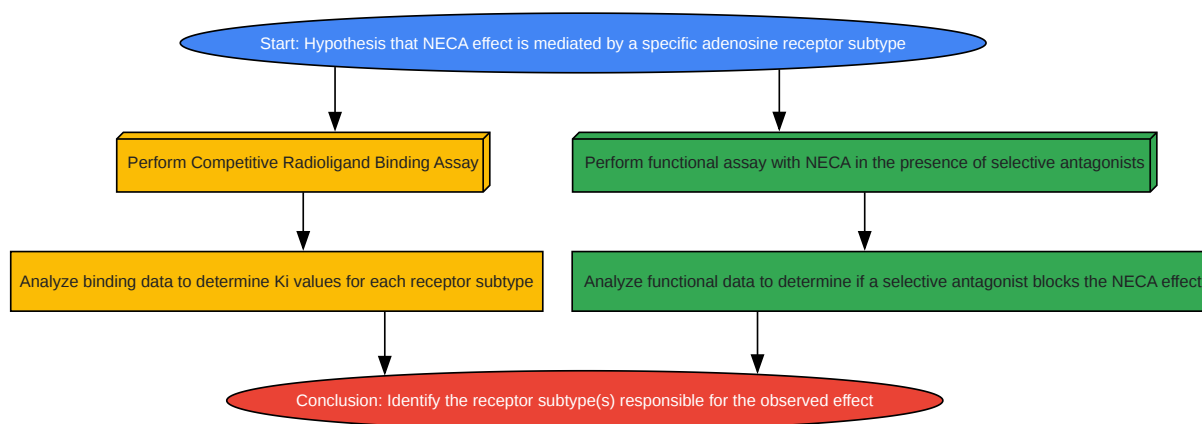 Start: Hypothesis that NECA effect is mediated by a specific adenosine receptor subtype
Perform Competitive Radioligand Binding Assay
Perform functional assay with NECA in the presence of selective antagonists
Analyze binding data to determine Ki values for each receptor subtype
Analyze functional data to determine if a selective antagonist blocks the NECA effect
Conclusion: Identify the receptor subtype(s) responsible for the observed effect